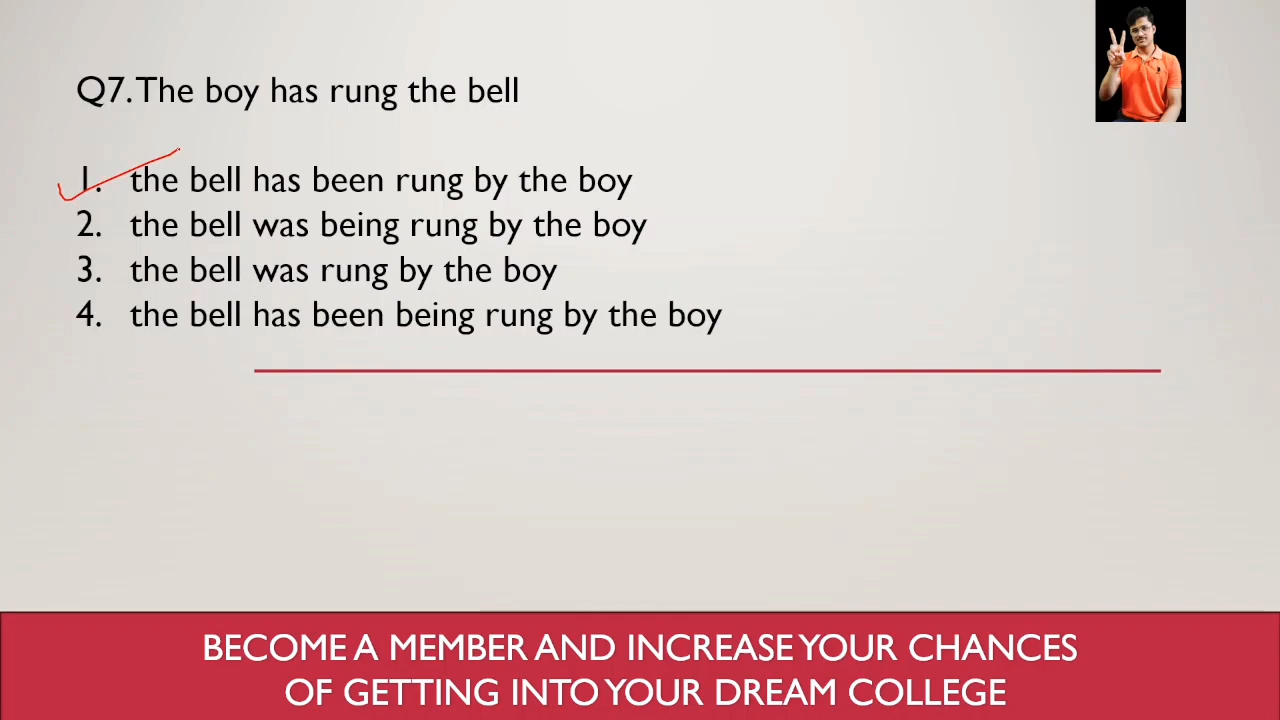 Q7. The boy has rung the bell
1. the bell has been rung by the boy
2. the bell was being rung by the boy
3. the bell was rung by the boy
4. the bell has been being rung by the boy
BECOME A MEMBER AND INCREASE YOUR CHANCES
OF GETTING INTO YOUR DREAM COLLEGE